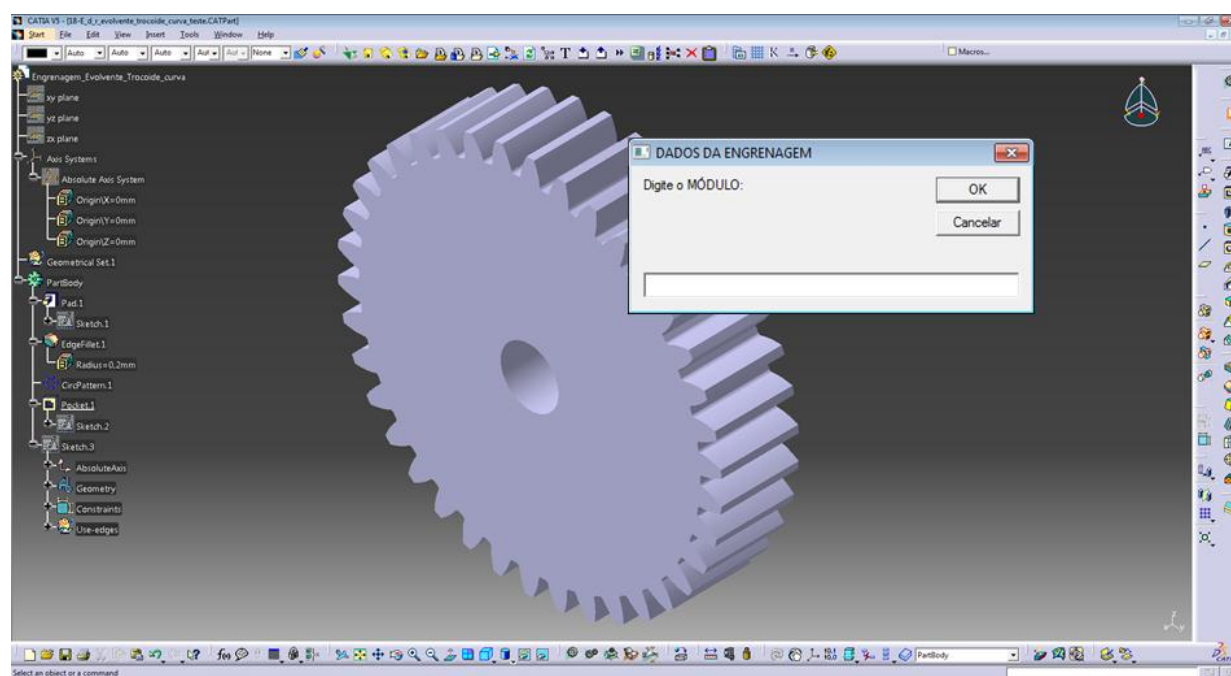 CATIA V5 - [18-E_d_r_evolvente_trocoide_curva_teste.CATPart]
Start File Edit View Insert Tools Window Help
Auto Auto Auto Aut Aut None Macros...
Engrenagem_Evolvente_Trocoide_curva
xy plane
yz plane
zx plane
Axis Systems
Absolute Axis System
Origin\X=0mm
Origin\Y=0mm
Origin\Z=0mm
Geometrical Set.1
PartBody
Pad.1
Sketch.1
EdgeFillet.1
Radius=0,2mm
CircPattern.1
Pocket.1
Sketch.2
Sketch.3
AbsoluteAxis
Geometry
Constraints
Use-edges
DADOS DA ENGRENAGEM
Digite o MÓDULO:
OK
Cancelar
PartBody
Select an object or a command